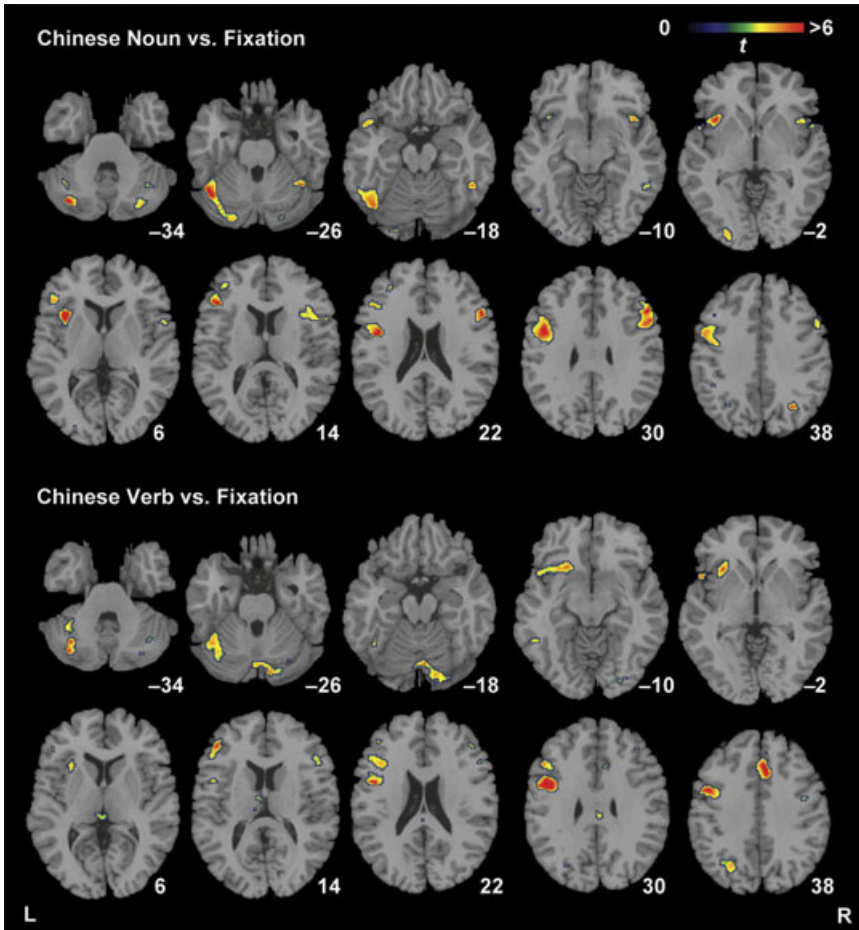 Chinese Noun vs. Fixation
0 >6
t
–34 –26 –18 –10 –2
6 14 22 30 38
Chinese Verb vs. Fixation
–34 –26 –18 –10 –2
6 14 22 30 38
L R